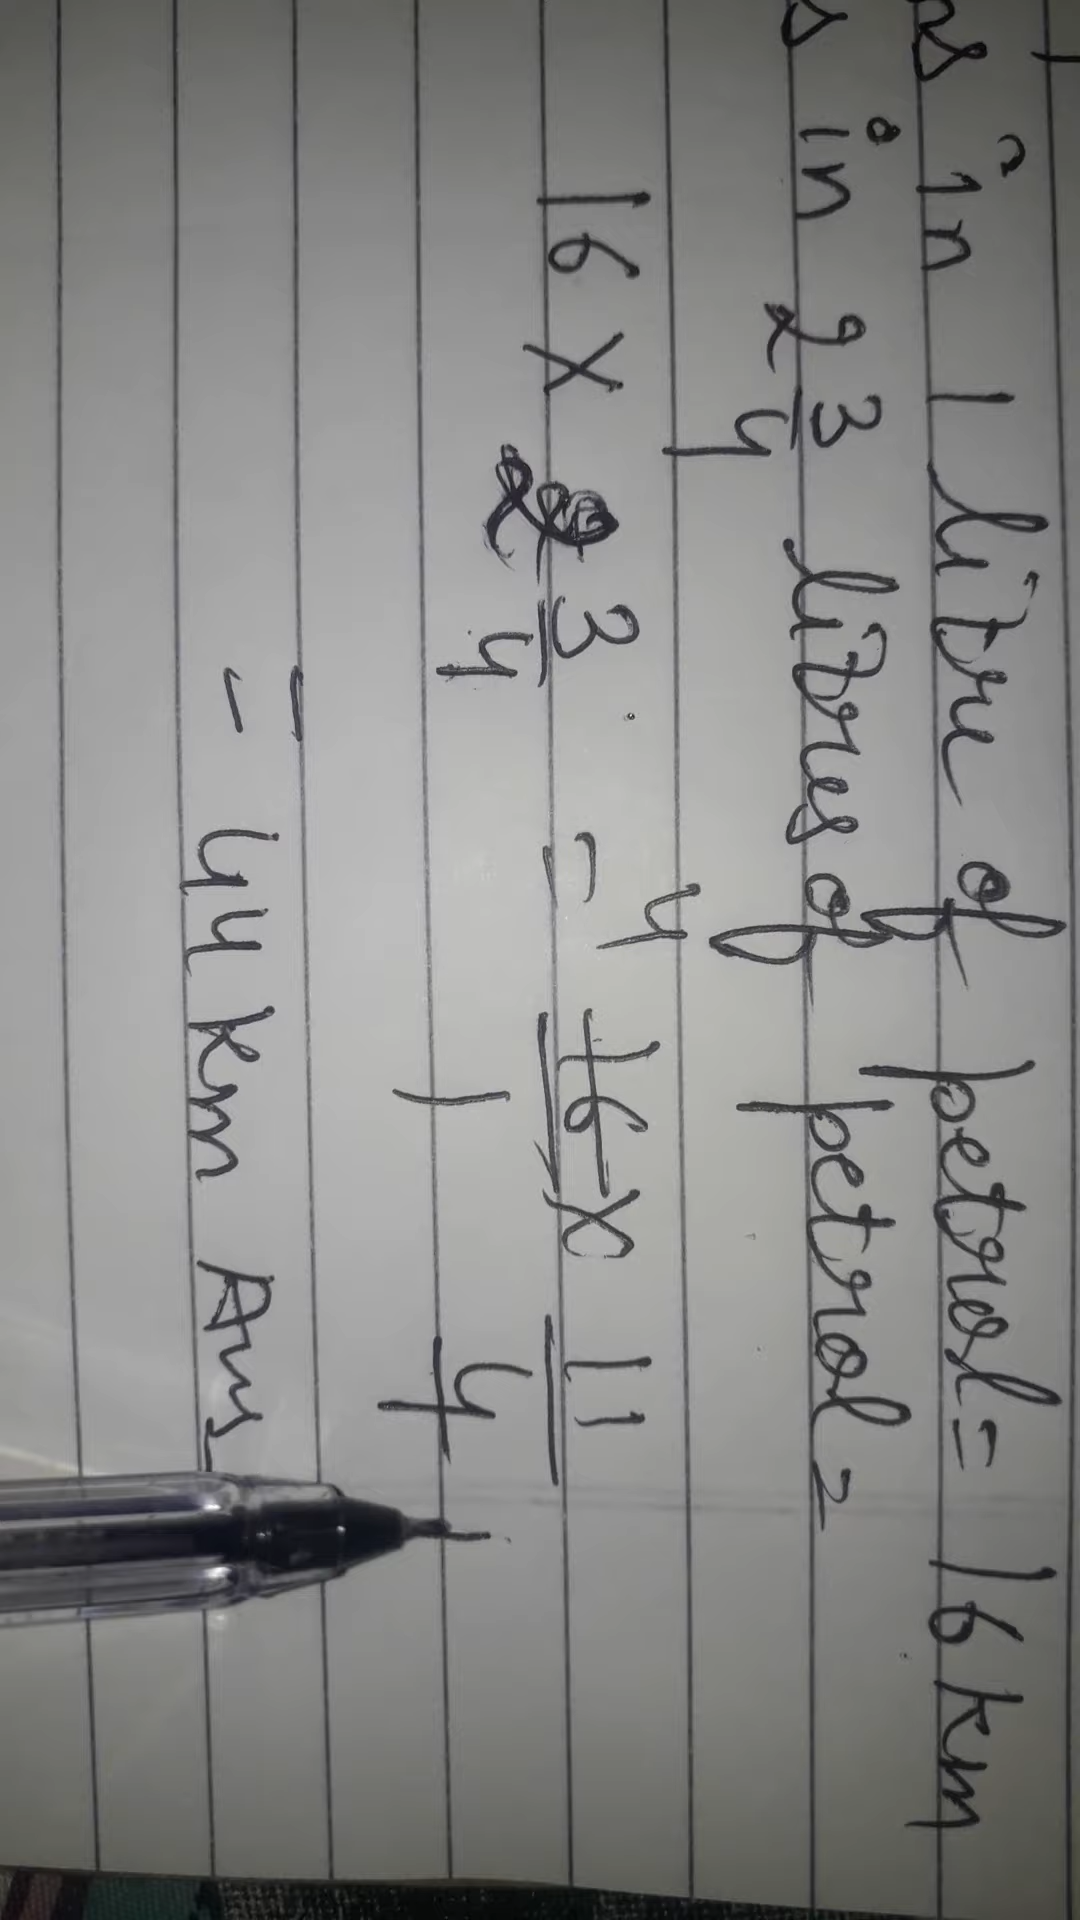 ns in 1 litre of petrol = 16 km
s in 2 3/4 litres of petrol =
16 x 2 3/4 = 4 16/1 x 11/4
= 44 km Ans